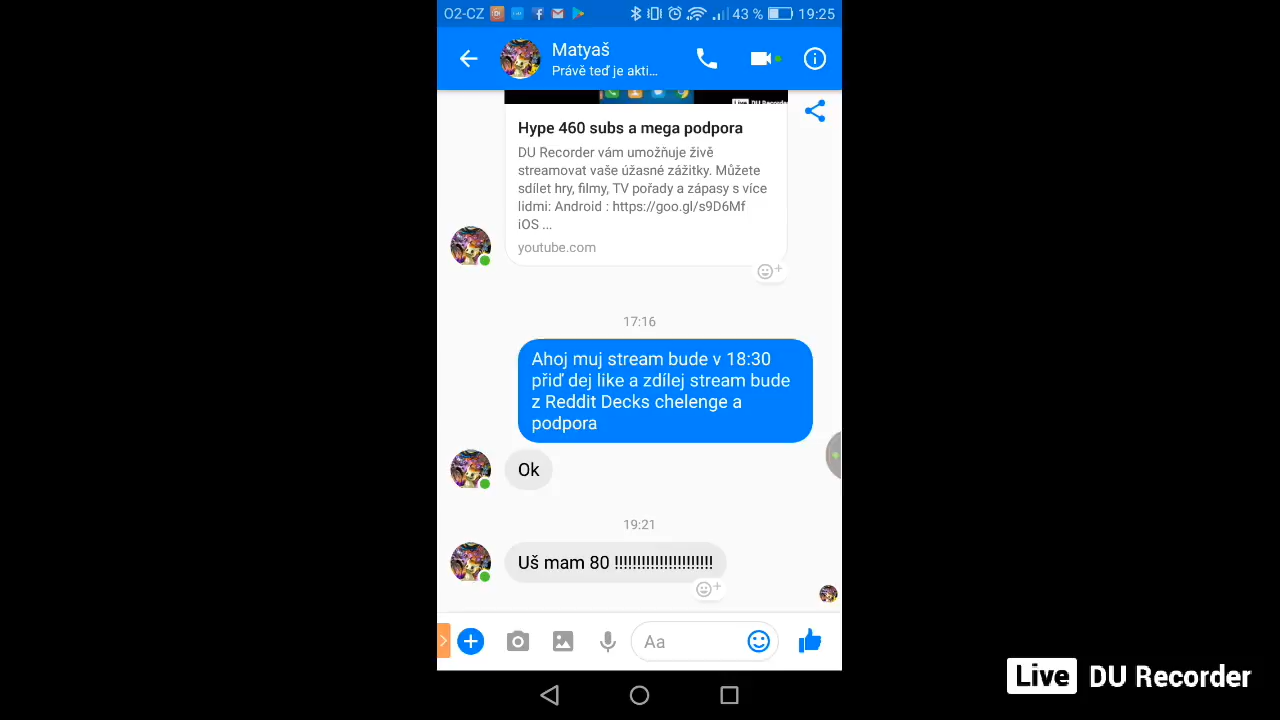 O2-CZ 43 % 19:25
Matyaš
Právě teď je akti...
Hype 460 subs a mega podpora
DU Recorder vám umožňuje živě
streamovat vaše úžasné zážitky. Můžete
sdílet hry, filmy, TV pořady a zápasy s více
lidmi: Android : https://goo.gl/s9D6Mf
iOS ...
youtube.com
17:16
Ahoj muj stream bude v 18:30
přiď dej like a zdílej stream bude
z Reddit Decks chelenge a
podpora
Ok
19:21
Uš mam 80 !!!!!!!!!!!!!!!!!!!!!!
Aa
Live DU Recorder